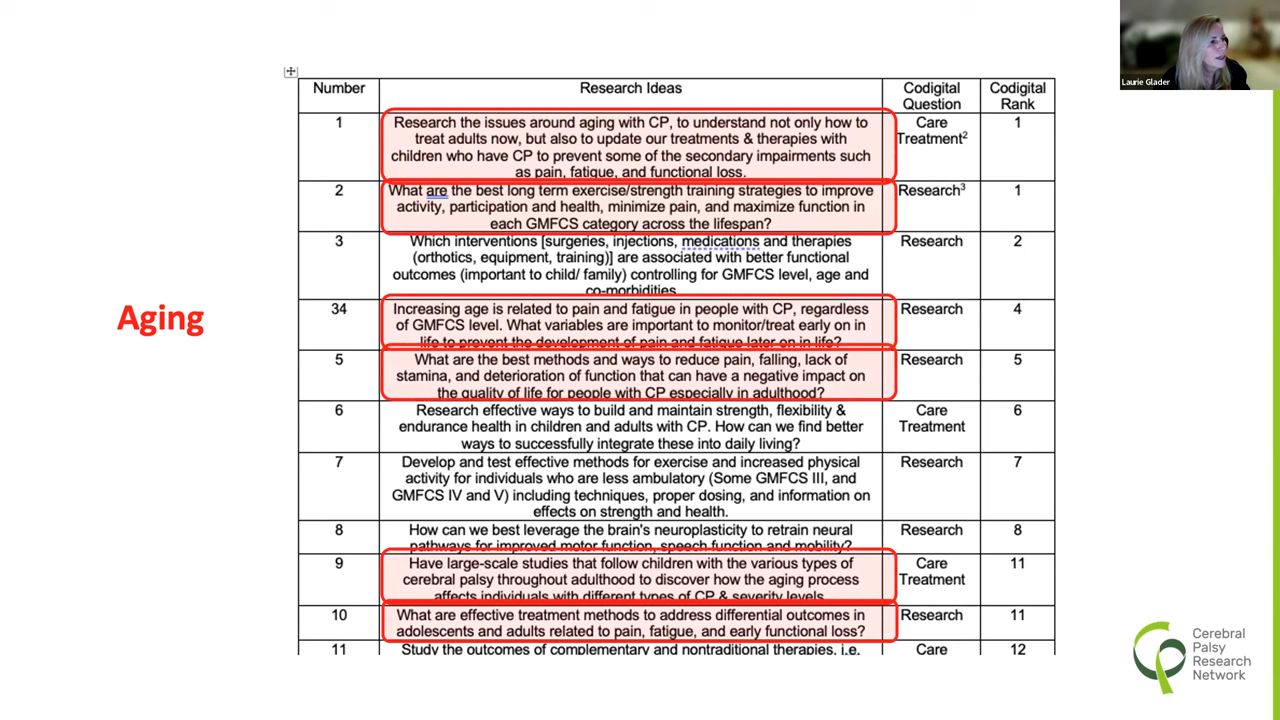 Laurie Glader
Aging
Number Research Ideas Codigital Question Codigital Rank
1 Research the issues around aging with CP, to understand not only how to Care 1
treat adults now, but also to update our treatments & therapies with Treatment2
children who have CP to prevent some of the secondary impairments such
as pain, fatigue, and functional loss.
2 What are the best long term exercise/strength training strategies to improve Research3 1
activity, participation and health, minimize pain, and maximize function in
each GMFCS category across the lifespan?
3 Which interventions [surgeries, injections, medications and therapies Research 2
(orthotics, equipment, training)] are associated with better functional
outcomes (important to child/ family) controlling for GMFCS level, age and
co-morbidities.
34 Increasing age is related to pain and fatigue in people with CP, regardless Research 4
of GMFCS level. What variables are important to monitor/treat early on in
life to prevent the development of pain and fatigue later on in life?
5 What are the best methods and ways to reduce pain, falling, lack of Research 5
stamina, and deterioration of function that can have a negative impact on
the quality of life for people with CP especially in adulthood?
6 Research effective ways to build and maintain strength, flexibility & Care 6
endurance health in children and adults with CP. How can we find better Treatment
ways to successfully integrate these into daily living?
7 Develop and test effective methods for exercise and increased physical Research 7
activity for individuals who are less ambulatory (Some GMFCS III, and
GMFCS IV and V) including techniques, proper dosing, and information on
effects on strength and health.
8 How can we best leverage the brain's neuroplasticity to retrain neural Research 8
pathways for improved motor function, speech function and mobility?
9 Have large-scale studies that follow children with the various types of Care 11
cerebral palsy throughout adulthood to discover how the aging process Treatment
affects individuals with different types of CP & severity levels.
10 What are effective treatment methods to address differential outcomes in Research 11
adolescents and adults related to pain, fatigue, and early functional loss?
11 Study the outcomes of complementary and nontraditional therapies, i.e. Care 12
Cerebral
Palsy
Research
Network